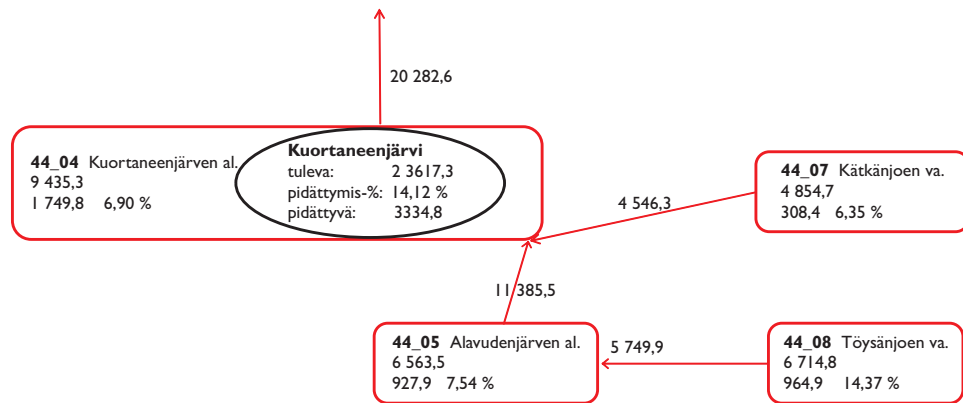 20 282,6
44_04 Kuortaneenjärven al.
9 435,3
1 749,8 6,90 %
Kuortaneenjärvi
tuleva: 2 3617,3
pidättymis-%: 14,12 %
pidättyvä: 3334,8
4 546,3
44_07 Kätkänjoen va.
4 854,7
308,4 6,35 %
11 385,5
44_05 Alavudenjärven al.
6 563,5
927,9 7,54 %
5 749,9
44_08 Töysänjoen va.
6 714,8
964,9 14,37 %